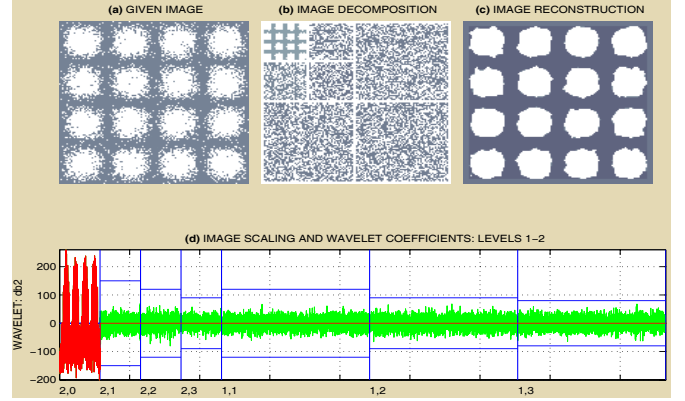 (a) GIVEN IMAGE
(b) IMAGE DECOMPOSITION
(c) IMAGE RECONSTRUCTION
(d) IMAGE SCALING AND WAVELET COEFFICIENTS: LEVELS 1−2
WAVELET: db2
200
100
0
−100
−200
2,0 2,1 2,2 2,3 1,1 1,2 1,3